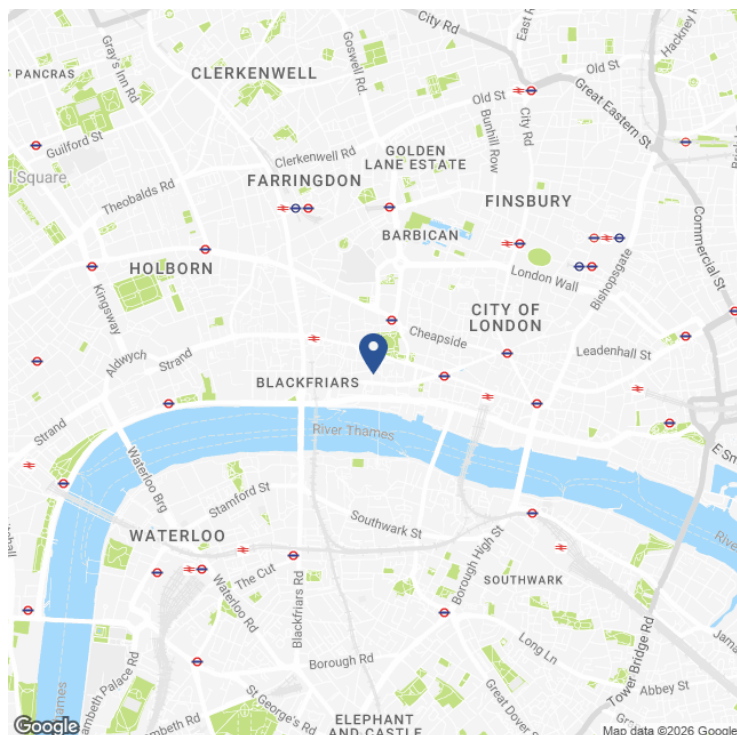 City Rd
East R
Hackney R
Goswell Rd.
Gray's Inn Rd
PANCRAS
CLERKENWELL
Old St
Old St
Great Eastern St
City Rd
Bunhill Row
Guilford St
Clerkenwell Rd
GOLDEN
LANE ESTATE
l Square
FARRINGDON
Theobalds Rd
FINSBURY
BARBICAN
Commercial St
HOLBORN
London Wall
Bishopsgate
Kingsway
CITY OF
LONDON
Cheapside
Leadenhall St
Aldwych
Strand
BLACKFRIARS
Strand
River Thames
E Sm
Waterloo Brg
Stamford St
Southwark St
Rive
WATERLOO
Borough High St
The Cut
SOUTHWARK
Waterloo Rd
Blackfriars Rd
Tower Bridge Rd
Jama
Long Ln
Borough Rd
Abbey St
ambeth Palace Rd
hames
St George's Rd
Great Dover S
mbeth Rd
ELEPHANT
AND CASTLE
Google
Map data ©2026 Google